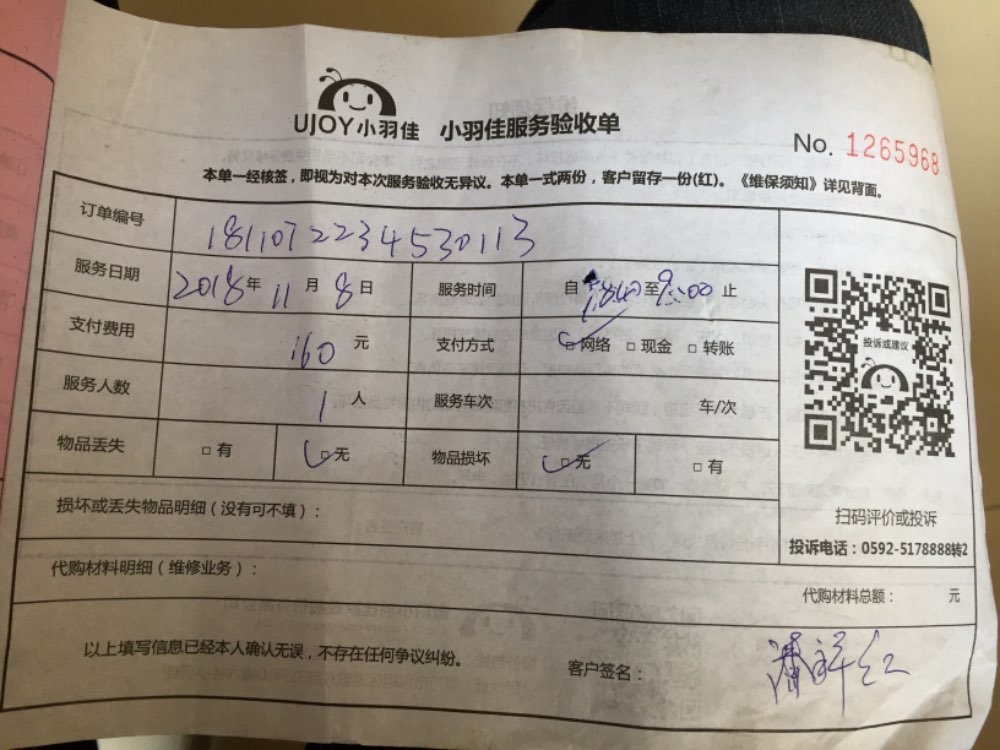 UJOY小羽佳 小羽佳服务验收单
No. 1265968
本单一经核签，即视为对本次服务验收无异议。本单一式两份，客户留存一份(红)。《维保须知》详见背面。
订单编号 1811072234530113
服务日期 2018年 11月 8日 服务时间 自 至 9:00 止
支付费用 160 元 支付方式 网络 现金 转账
服务人数 1 人 服务车次 车/次
物品丢失 有 无 物品损坏 无 有
投诉或建议
损坏或丢失物品明细（没有可不填）：
扫码评价或投诉
投诉电话：0592-5178888转2
代购材料明细（维修业务）：
代购材料总额： 元
以上填写信息已经本人确认无误，不存在任何争议纠纷。
客户签名： 潘祥红